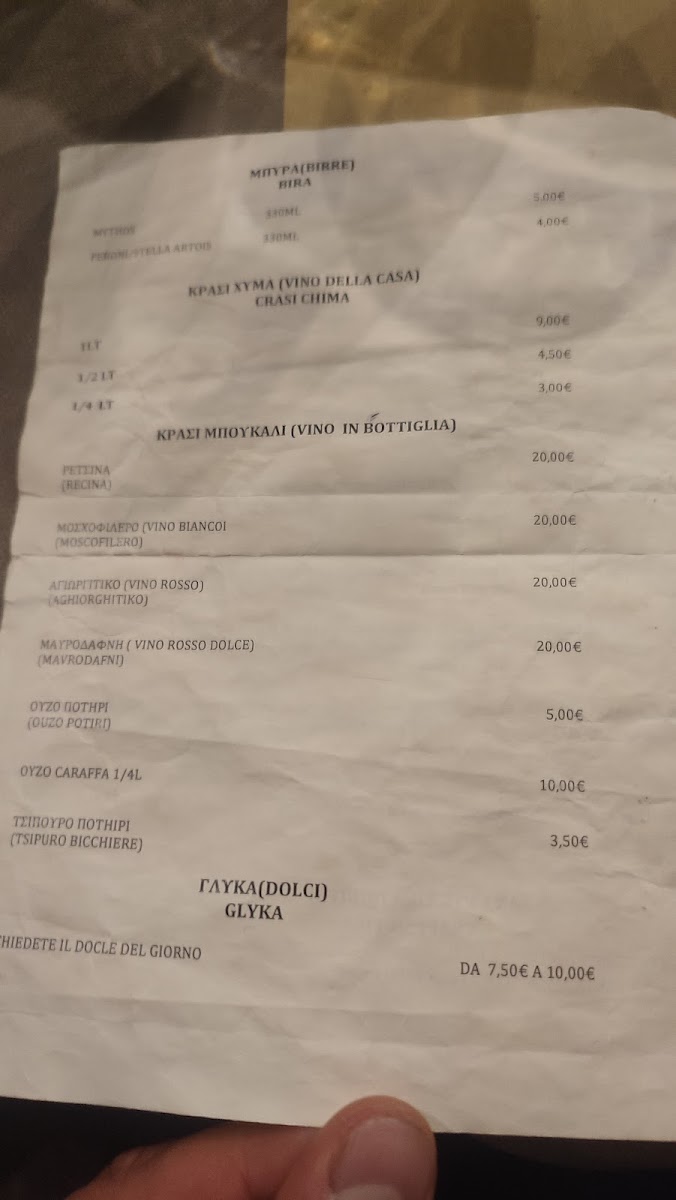 ΜΠΥΡΑ(BIRRE)
BIRA
MYTHOS 330ML 5,00€
PERONI/STELLA ARTOIS 330ML 4,00€
ΚΡΑΣΙ ΧΥΜΑ (VINO DELLA CASA)
CRASI CHIMA
1LT 9,00€
1/2 LT 4,50€
1/4 LT 3,00€
ΚΡΑΣΙ ΜΠΟΥΚΑΛΙ (VINO IN BOTTIGLIA)
ΡΕΤΣΙΝΑ 20,00€
(RECINA)
ΜΟΣΧΟΦΙΛΕΡΟ (VINO BIANCOI 20,00€
(MOSCOFILERO)
ΑΓΙΩΡΓΙΤΙΚΟ (VINO ROSSO) 20,00€
(AGHIORGHITIKO)
ΜΑΥΡΟΔΑΦΝΗ ( VINO ROSSO DOLCE) 20,00€
(MAVRODAFNI)
ΟΥΖΟ ΠΟΤΗΡΙ 5,00€
(OUZO POTIRI)
ΟΥΖΟ CARAFFA 1/4L 10,00€
ΤΣΙΠΟΥΡΟ ΠΟΤΗΙΡΙ 3,50€
(TSIPURO BICCHIERE)
ΓΛΥΚΑ(DOLCI)
GLYKA
CHIEDETE IL DOCLE DEL GIORNO
DA 7,50€ A 10,00€